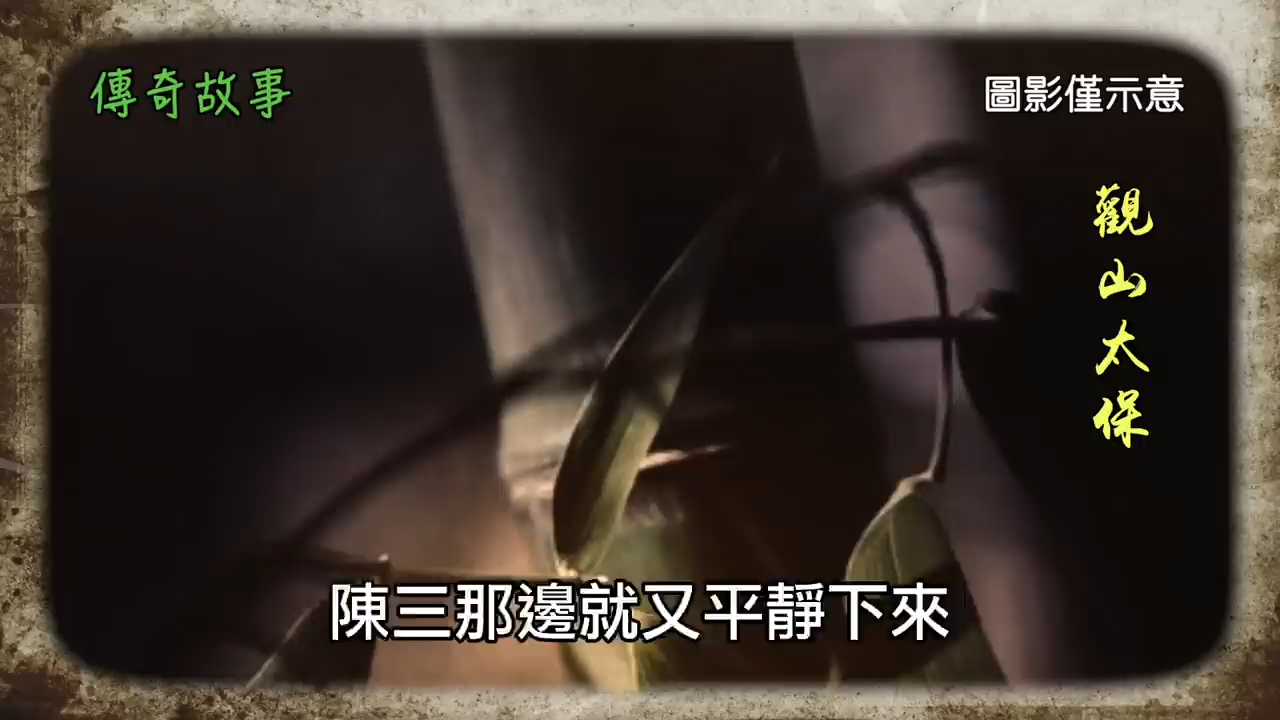 傳奇故事
圖影僅示意
觀山太保
陳三那邊就又平靜下來